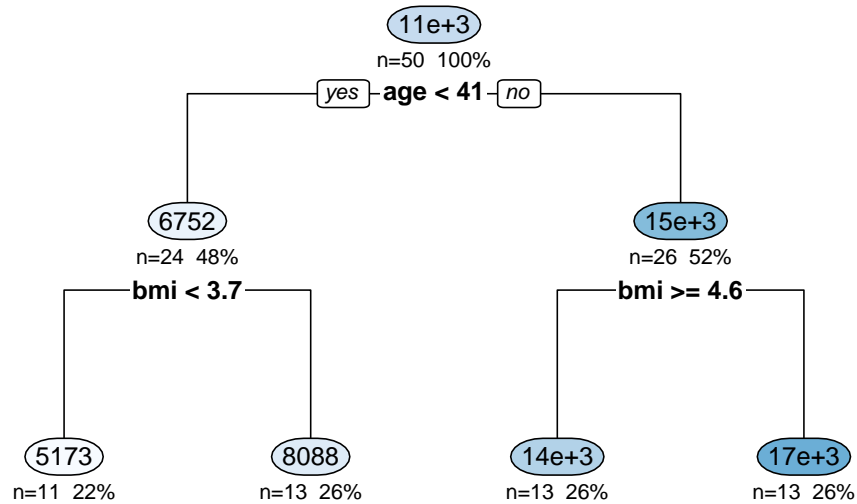 11e+3
n=50 100%
yes age < 41 no
6752 15e+3
n=24 48% n=26 52%
bmi < 3.7 bmi >= 4.6
5173 8088 14e+3 17e+3
n=11 22% n=13 26% n=13 26% n=13 26%